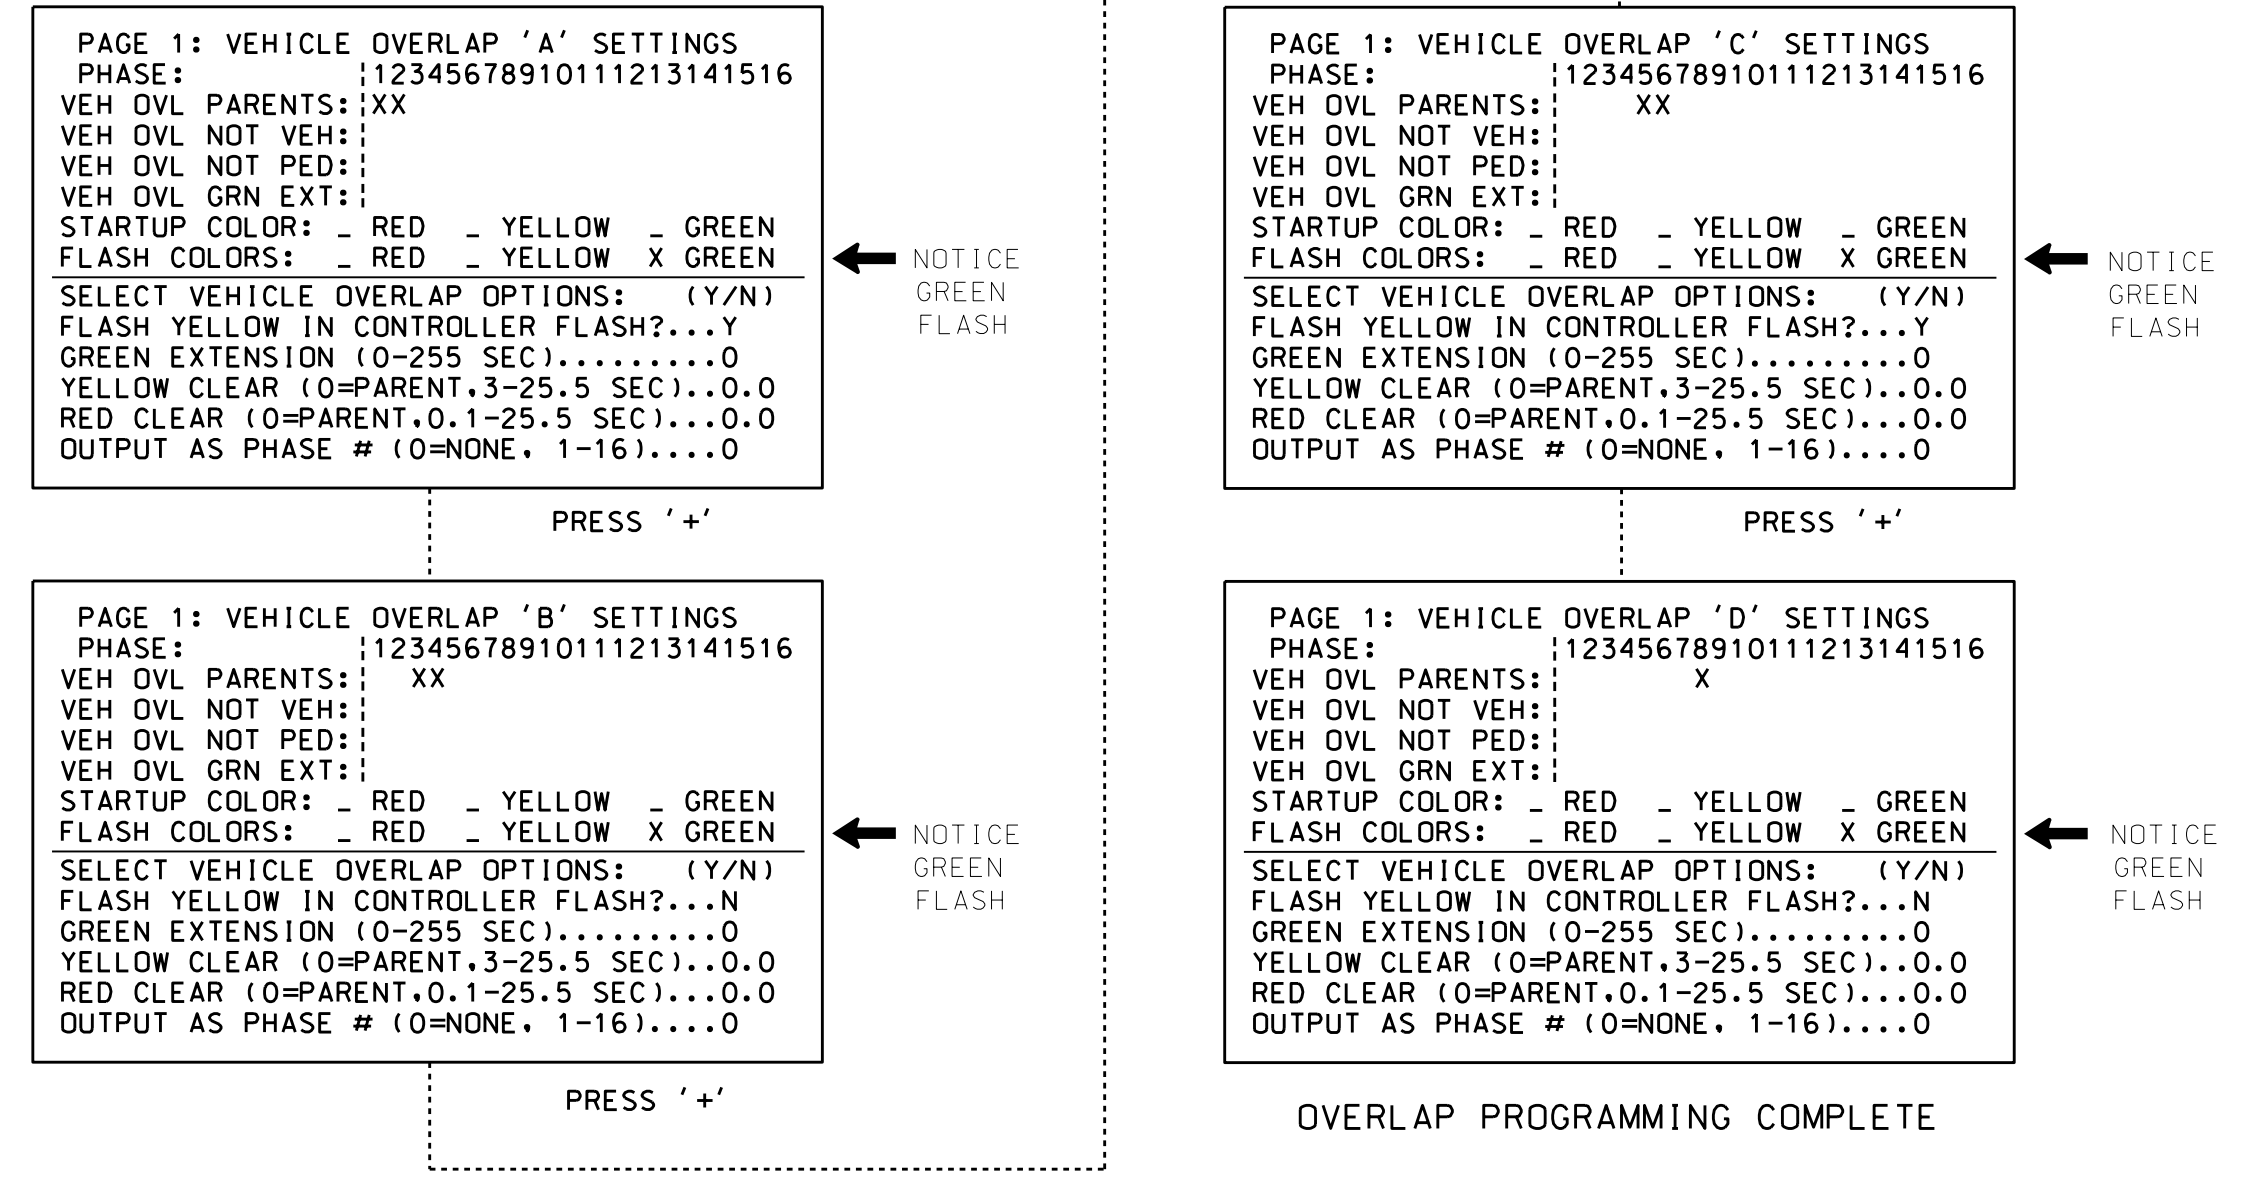 PAGE 1: VEHICLE OVERLAP 'A' SETTINGS
PHASE: ¦12345678910111213141516
VEH OVL PARENTS:¦XX
VEH OVL NOT VEH:¦
VEH OVL NOT PED:¦
VEH OVL GRN EXT:¦
STARTUP COLOR: _ RED _ YELLOW _ GREEN
FLASH COLORS: _ RED _ YELLOW X GREEN
NOTICE
GREEN
FLASH
SELECT VEHICLE OVERLAP OPTIONS: (Y/N)
FLASH YELLOW IN CONTROLLER FLASH?...Y
GREEN EXTENSION (0-255 SEC).........0
YELLOW CLEAR (0=PARENT,3-25.5 SEC)..0.0
RED CLEAR (0=PARENT,0.1-25.5 SEC)...0.0
OUTPUT AS PHASE # (0=NONE, 1-16)....0
PRESS '+'
PAGE 1: VEHICLE OVERLAP 'B' SETTINGS
PHASE: ¦12345678910111213141516
VEH OVL PARENTS:¦  XX
VEH OVL NOT VEH:¦
VEH OVL NOT PED:¦
VEH OVL GRN EXT:¦
STARTUP COLOR: _ RED _ YELLOW _ GREEN
FLASH COLORS: _ RED _ YELLOW X GREEN
NOTICE
GREEN
FLASH
SELECT VEHICLE OVERLAP OPTIONS: (Y/N)
FLASH YELLOW IN CONTROLLER FLASH?...N
GREEN EXTENSION (0-255 SEC).........0
YELLOW CLEAR (0=PARENT,3-25.5 SEC)..0.0
RED CLEAR (0=PARENT,0.1-25.5 SEC)...0.0
OUTPUT AS PHASE # (0=NONE, 1-16)....0
PRESS '+'
PAGE 1: VEHICLE OVERLAP 'C' SETTINGS
PHASE: ¦12345678910111213141516
VEH OVL PARENTS:¦    XX
VEH OVL NOT VEH:¦
VEH OVL NOT PED:¦
VEH OVL GRN EXT:¦
STARTUP COLOR: _ RED _ YELLOW _ GREEN
FLASH COLORS: _ RED _ YELLOW X GREEN
NOTICE
GREEN
FLASH
SELECT VEHICLE OVERLAP OPTIONS: (Y/N)
FLASH YELLOW IN CONTROLLER FLASH?...Y
GREEN EXTENSION (0-255 SEC).........0
YELLOW CLEAR (0=PARENT,3-25.5 SEC)..0.0
RED CLEAR (0=PARENT,0.1-25.5 SEC)...0.0
OUTPUT AS PHASE # (0=NONE, 1-16)....0
PRESS '+'
PAGE 1: VEHICLE OVERLAP 'D' SETTINGS
PHASE: ¦12345678910111213141516
VEH OVL PARENTS:¦       X
VEH OVL NOT VEH:¦
VEH OVL NOT PED:¦
VEH OVL GRN EXT:¦
STARTUP COLOR: _ RED _ YELLOW _ GREEN
FLASH COLORS: _ RED _ YELLOW X GREEN
NOTICE
GREEN
FLASH
SELECT VEHICLE OVERLAP OPTIONS: (Y/N)
FLASH YELLOW IN CONTROLLER FLASH?...N
GREEN EXTENSION (0-255 SEC).........0
YELLOW CLEAR (0=PARENT,3-25.5 SEC)..0.0
RED CLEAR (0=PARENT,0.1-25.5 SEC)...0.0
OUTPUT AS PHASE # (0=NONE, 1-16)....0
OVERLAP PROGRAMMING COMPLETE